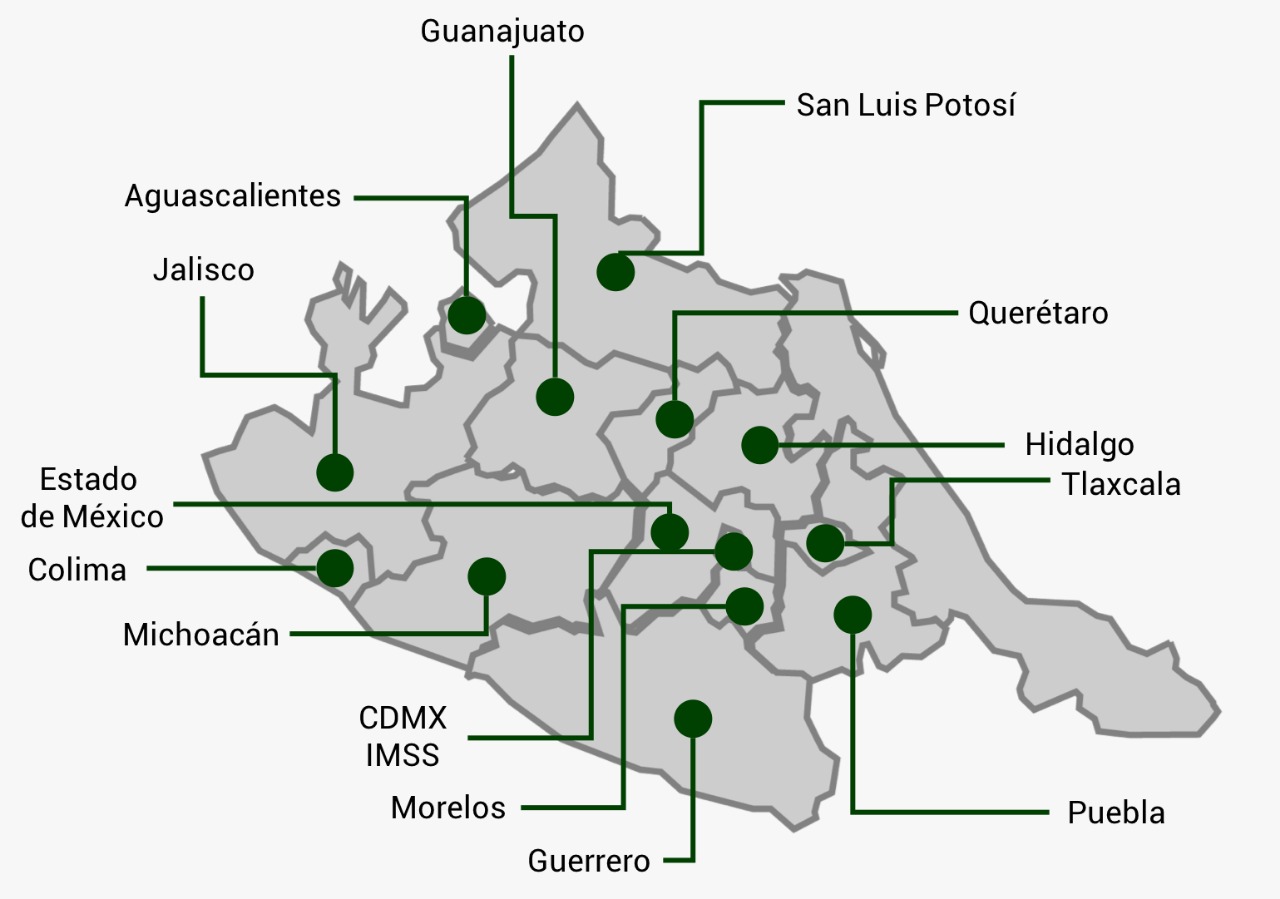 Guanajuato
San Luis Potosí
Aguascalientes
Jalisco
Querétaro
Hidalgo
Estado
de México
Tlaxcala
Colima
Michoacán
CDMX
IMSS
Morelos
Puebla
Guerrero